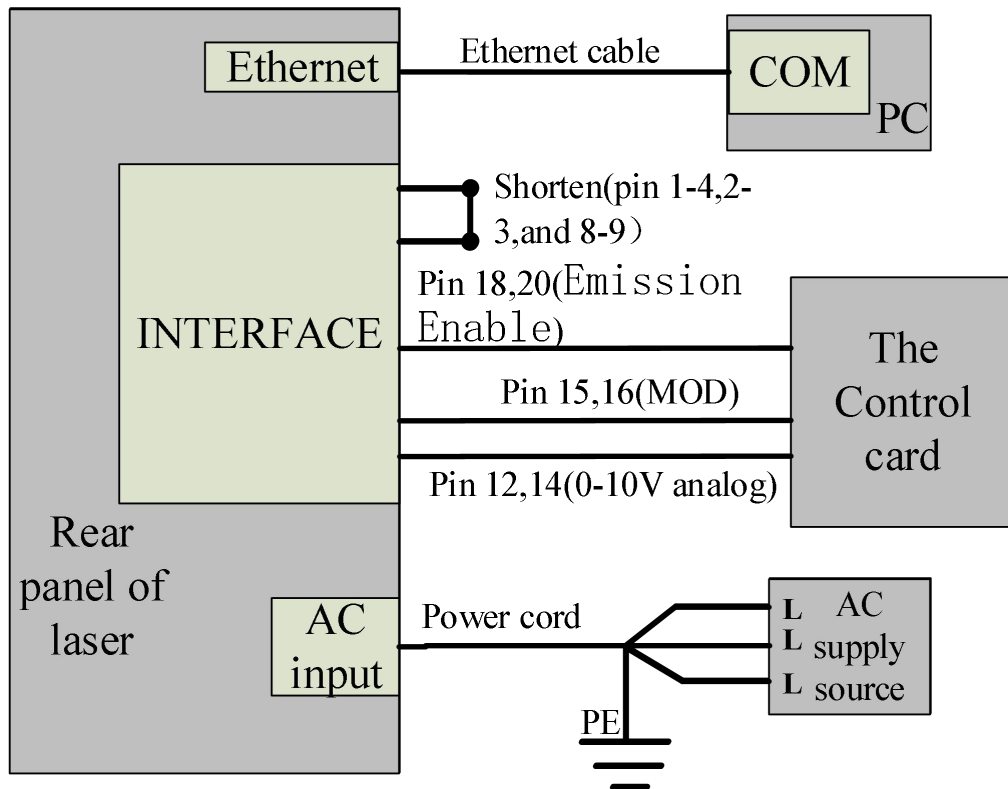 Ethernet
Ethernet cable
COM
PC
Shorten(pin 1-4,2-
3,and 8-9）
Pin 18,20(Emission
Enable)
INTERFACE
The
Control
card
Pin 15,16(MOD)
Pin 12,14(0-10V analog)
Rear
panel of
laser
AC
input
Power cord
L
L
L
AC
supply
source
PE